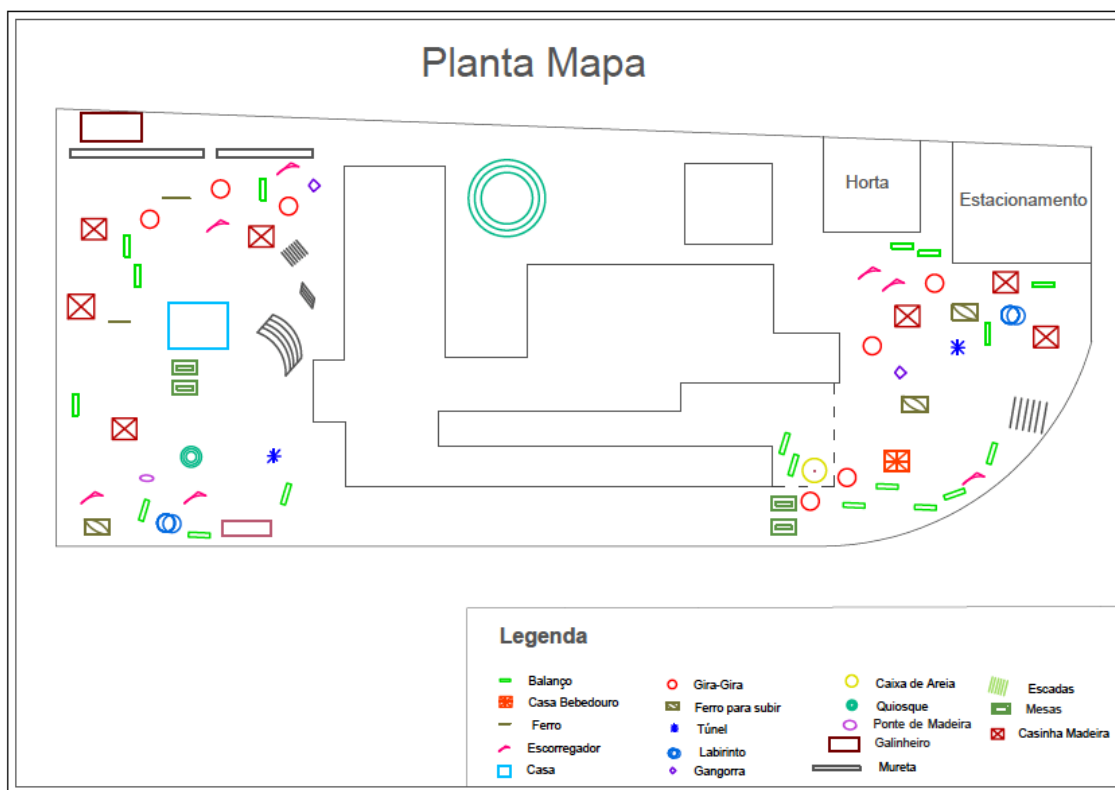 Planta Mapa
Horta
Estacionamento
Legenda
Balanço
Casa Bebedouro
Ferro
Escorregador
Casa
Gira-Gira
Ferro para subir
Túnel
Labirinto
Gangorra
Caixa de Areia
Quiosque
Ponte de Madeira
Galinheiro
Mureta
Escadas
Mesas
Casinha Madeira